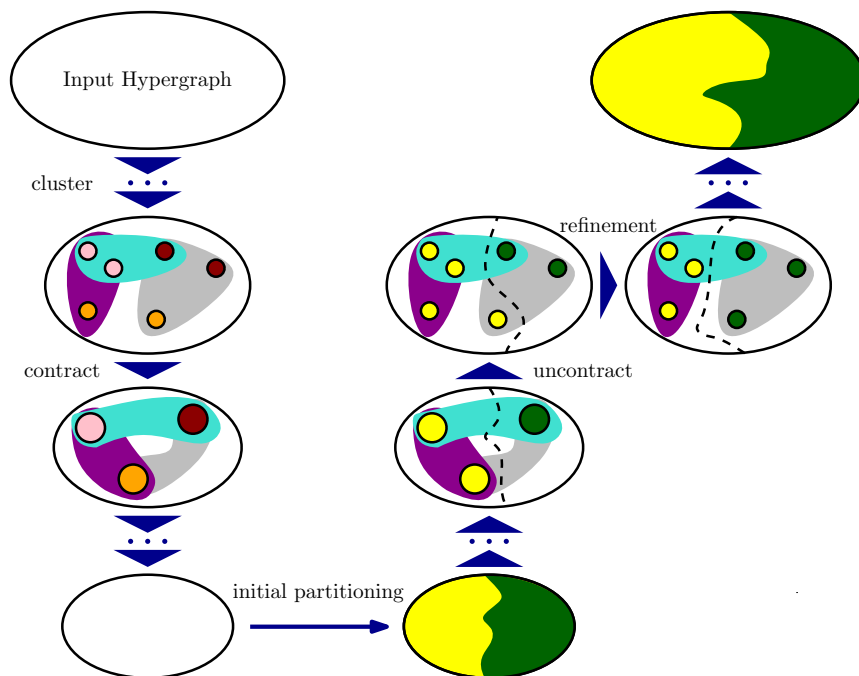 Input Hypergraph
cluster
refinement
contract
uncontract
initial partitioning